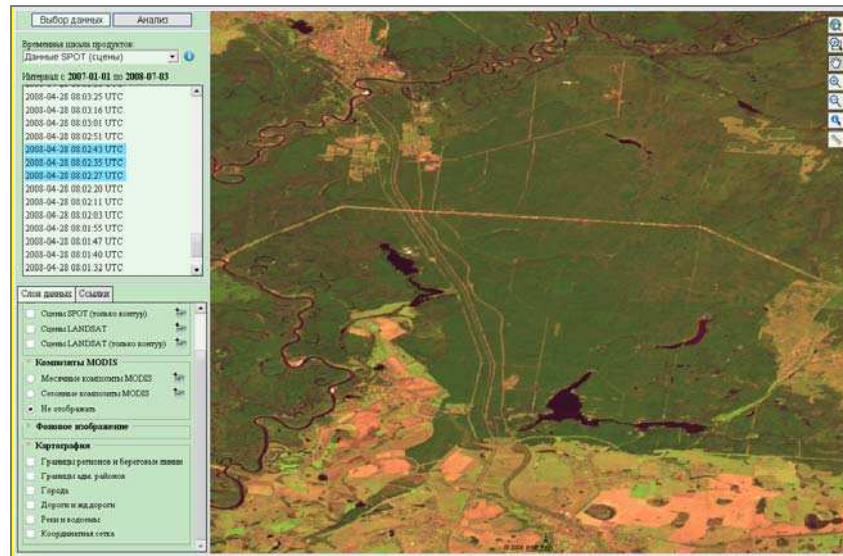 Выбор данных
Анализ
Временная шкала продуктов
Данные SPOT (сцены)
Интервал с 2007-01-01 по 2008-07-03
2008-04-28 08:03:25 UTC
2008-04-28 08:03:16 UTC
2008-04-28 08:03:01 UTC
2008-04-28 08:02:51 UTC
2008-04-28 08:02:43 UTC
2008-04-28 08:02:35 UTC
2008-04-28 08:02:27 UTC
2008-04-28 08:02:20 UTC
2008-04-28 08:02:11 UTC
2008-04-28 08:02:03 UTC
2008-04-28 08:01:55 UTC
2008-04-28 08:01:47 UTC
2008-04-28 08:01:40 UTC
2008-04-28 08:01:32 UTC
Слои данных
Ссылки
Сцены SPOT (только контур)
Сцены LANDSAT
Сцены LANDSAT (только контур)
Композиты MODIS
Месячные композиты MODIS
Сезонные композиты MODIS
Не отображать
Фоновое изображение
Картография
Границы регионов и береговые линии
Границы адм. районов
Города
Дороги и жд дороги
Реки и водоемы
Координатная сетка